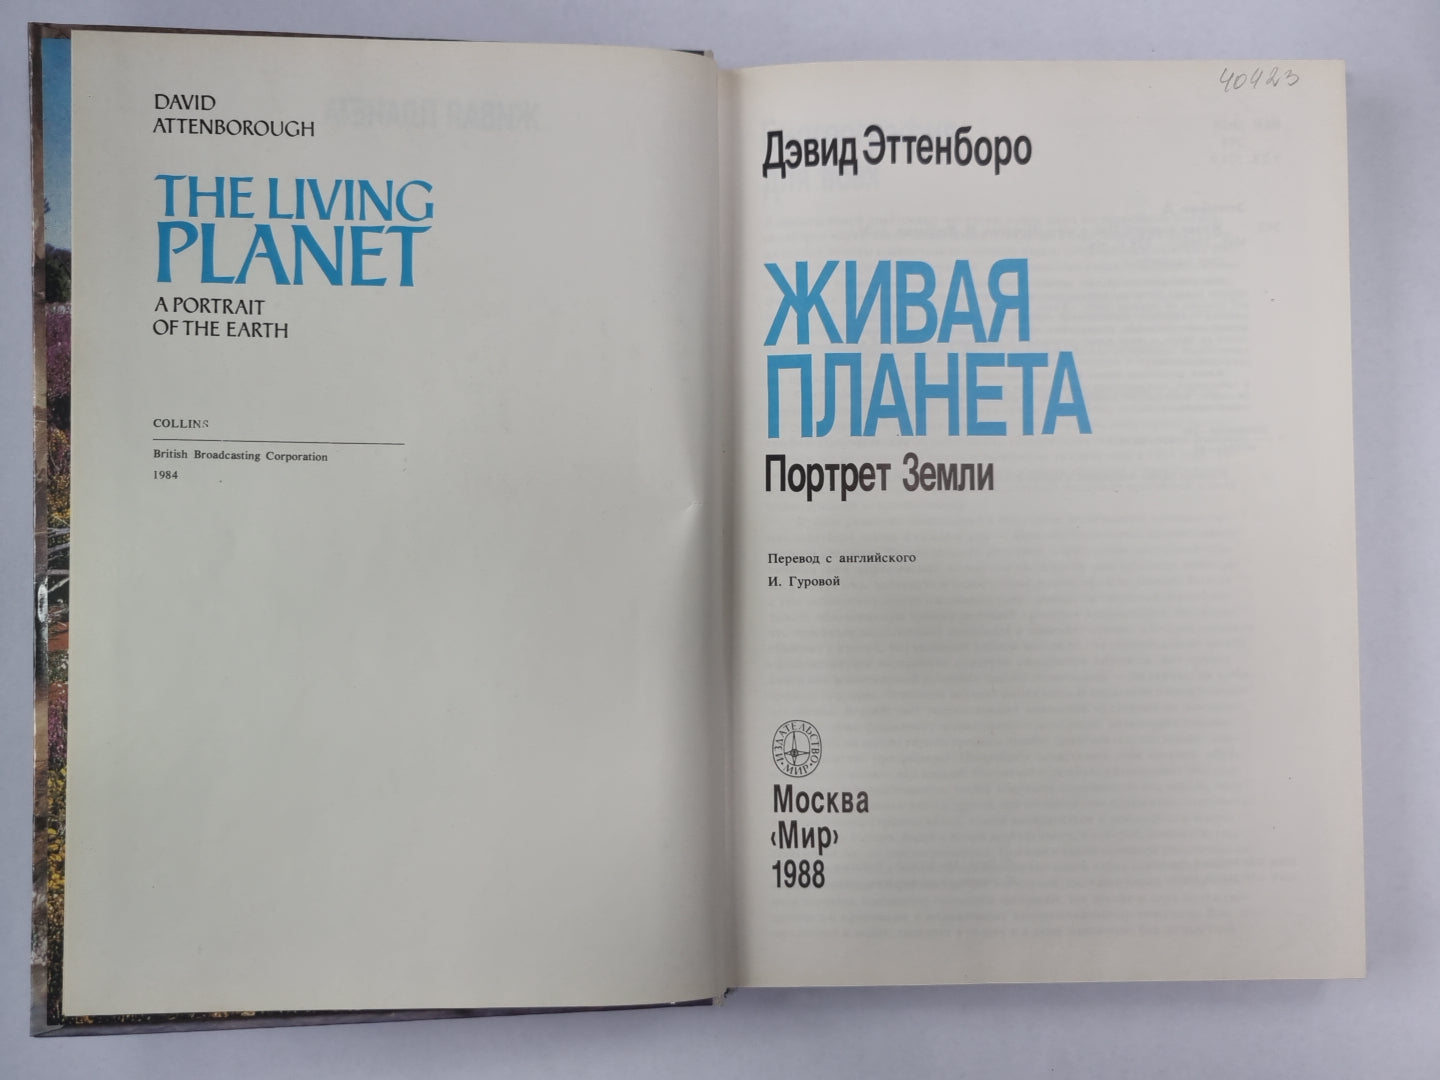 DAVID
ATTENBOROUGH
THE LIVING
PLANET
A PORTRAIT
OF THE EARTH
COLLINS
British Broadcasting Corporation
1984
40423
Дэвид Эттенборо
ЖИВАЯ
ПЛАНЕТА
Портрет Земли
Перевод с английского
И. Гуровой
ИЗДАТЕЛЬСТВО
МИР
Москва
‹Мир›
1988